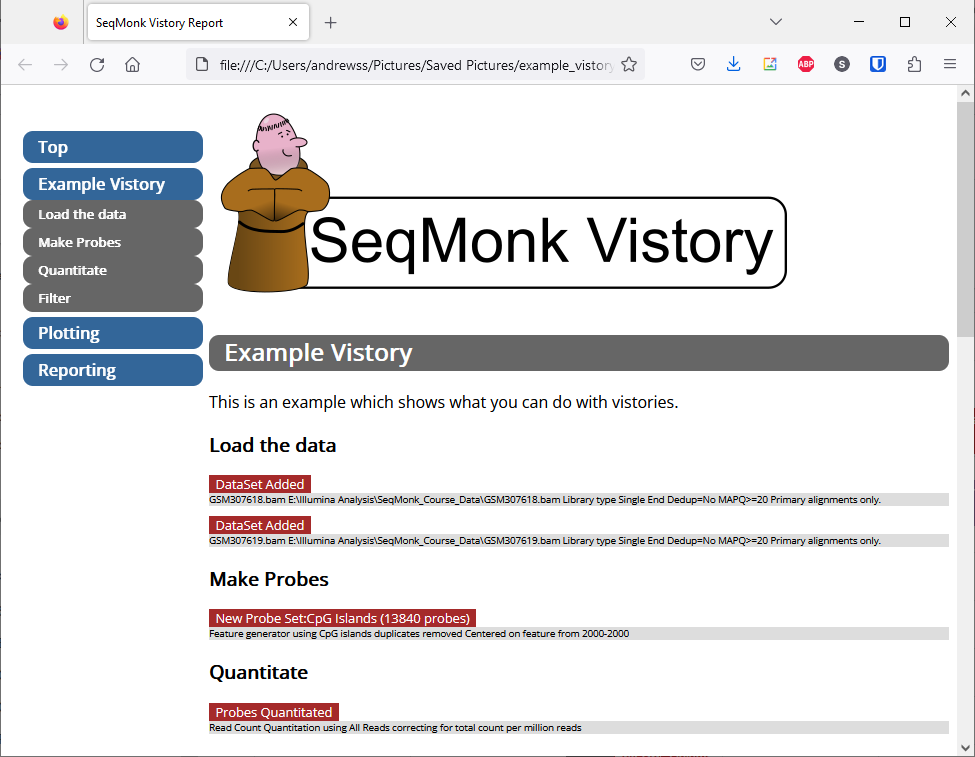 SeqMonk Vistory Report
file:///C:/Users/andrewss/Pictures/Saved Pictures/example_vistory
ABP
S
Top
Example Vistory
Load the data
Make Probes
Quantitate
Filter
Plotting
Reporting
SeqMonk Vistory
Example Vistory
This is an example which shows what you can do with vistories.
Load the data
DataSet Added
GSM307618.bam E:\Illumina Analysis\SeqMonk_Course_Data\GSM307618.bam Library type Single End Dedup=No MAPQ>=20 Primary alignments only.
DataSet Added
GSM307619.bam E:\Illumina Analysis\SeqMonk_Course_Data\GSM307619.bam Library type Single End Dedup=No MAPQ>=20 Primary alignments only.
Make Probes
New Probe Set:CpG Islands (13840 probes)
Feature generator using CpG islands duplicates removed Centered on feature from 2000-2000
Quantitate
Probes Quantitated
Read Count Quantitation using All Reads correcting for total count per million reads